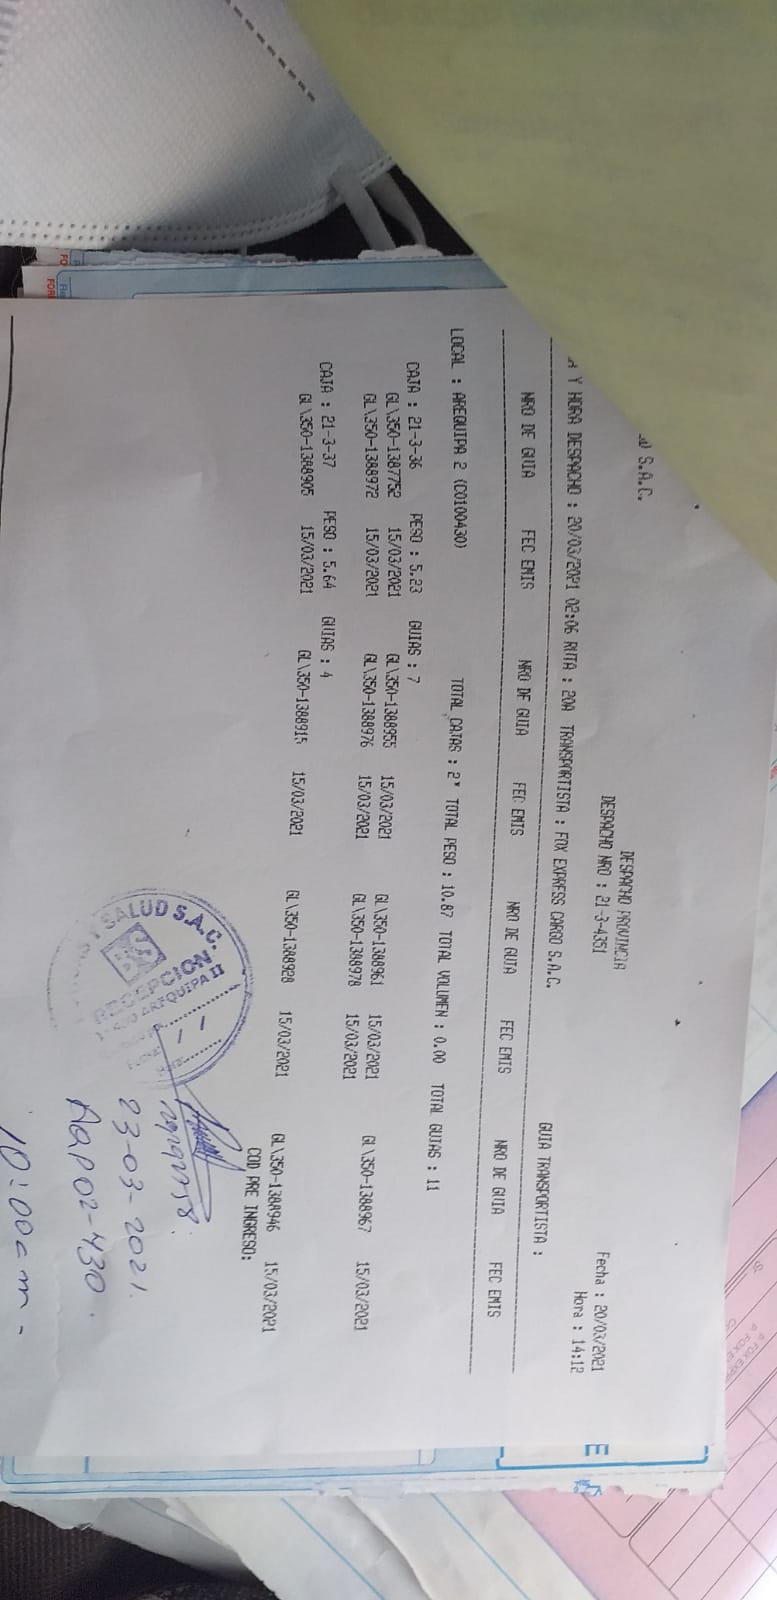 S.A.C.
DESPACHO PROVINCIA
Fecha : 20/03/2021
DESPACHO NRO : 21-3-4351
Hora : 14:12
Y HORA DESPACHO : 20/03/2021 02:06 RUTA : 20A TRANSPORTISTA : FOX EXPRESS CARGO S.A.C.
GUIA TRANSPORTISTA :
NRO DE GUIA FEC EMIS NRO DE GUIA FEC EMIS NRO DE GUIA FEC EMIS NRO DE GUIA FEC EMIS
LOCAL : AREQUIPA 2 (C0100430) TOTAL CAJAS : 2* TOTAL PESO : 10.87 TOTAL VOLUMEN : 0.00 TOTAL GUIAS : 11
CAJA : 21-3-36 PESO : 5.23 GUIAS : 7
GL\350-1387752 15/03/2021 GL\350-1388955 15/03/2021 GL\350-1388961 15/03/2021 GL\350-1388967 15/03/2021
GL\350-1388972 15/03/2021 GL\350-1388976 15/03/2021 GL\350-1388978 15/03/2021
CAJA : 21-3-37 PESO : 5.64 GUIAS : 4
GL\350-1388905 15/03/2021 GL\350-1388915 15/03/2021 GL\350-1388928 15/03/2021 GL\350-1388946 15/03/2021
COD PRE INGRESO:
SALUD S.A.C.
RECEPCION
AREQUIPA II
23-03-2021.
AQP02-430.
10:00am-
E